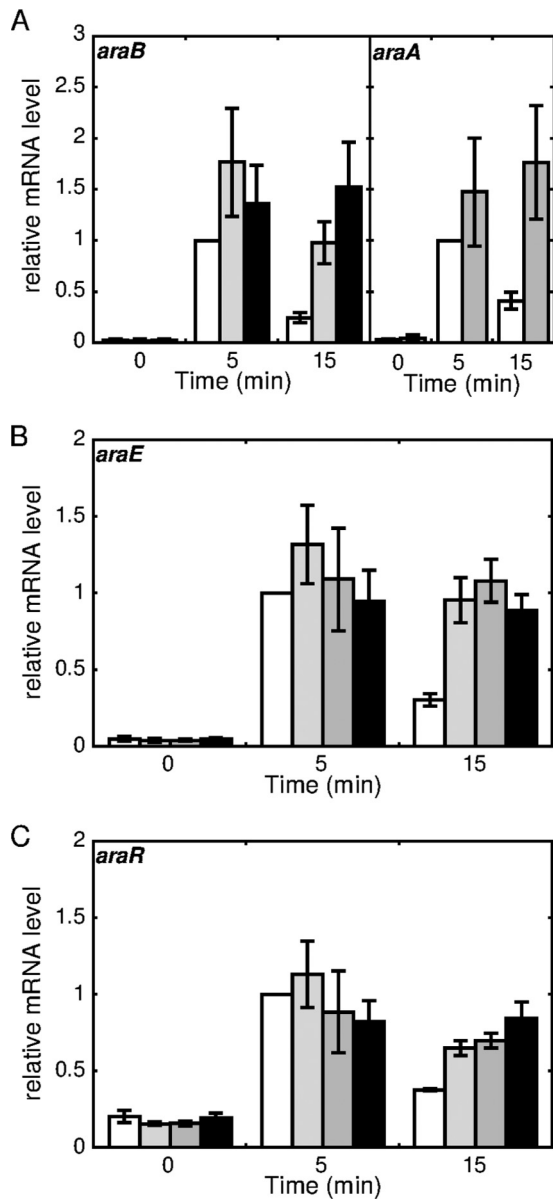 A
araB
araA
3
2.5
2
1.5
1
0.5
0
relative mRNA level
0 5 15 0 5 15
Time (min) Time (min)
B
araE
2
1.5
1
0.5
0
relative mRNA level
0 5 15
Time (min)
C
araR
2
1.5
1
0.5
0
relative mRNA level
0 5 15
Time (min)